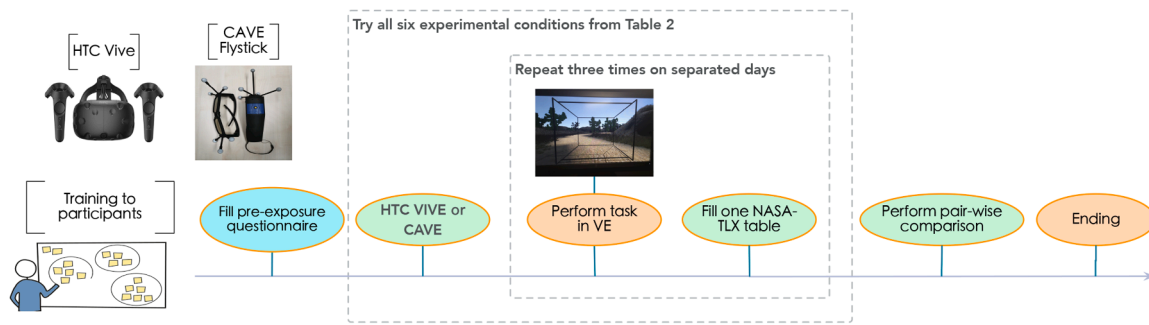 Try all six experimental conditions from Table 2
HTC Vive
CAVE
Flystick
Repeat three times on separated days
Training to
participants
Fill pre-exposure
questionnaire
HTC VIVE or
CAVE
Perform task
in VE
Fill one NASA-
TLX table
Perform pair-wise
comparison
Ending